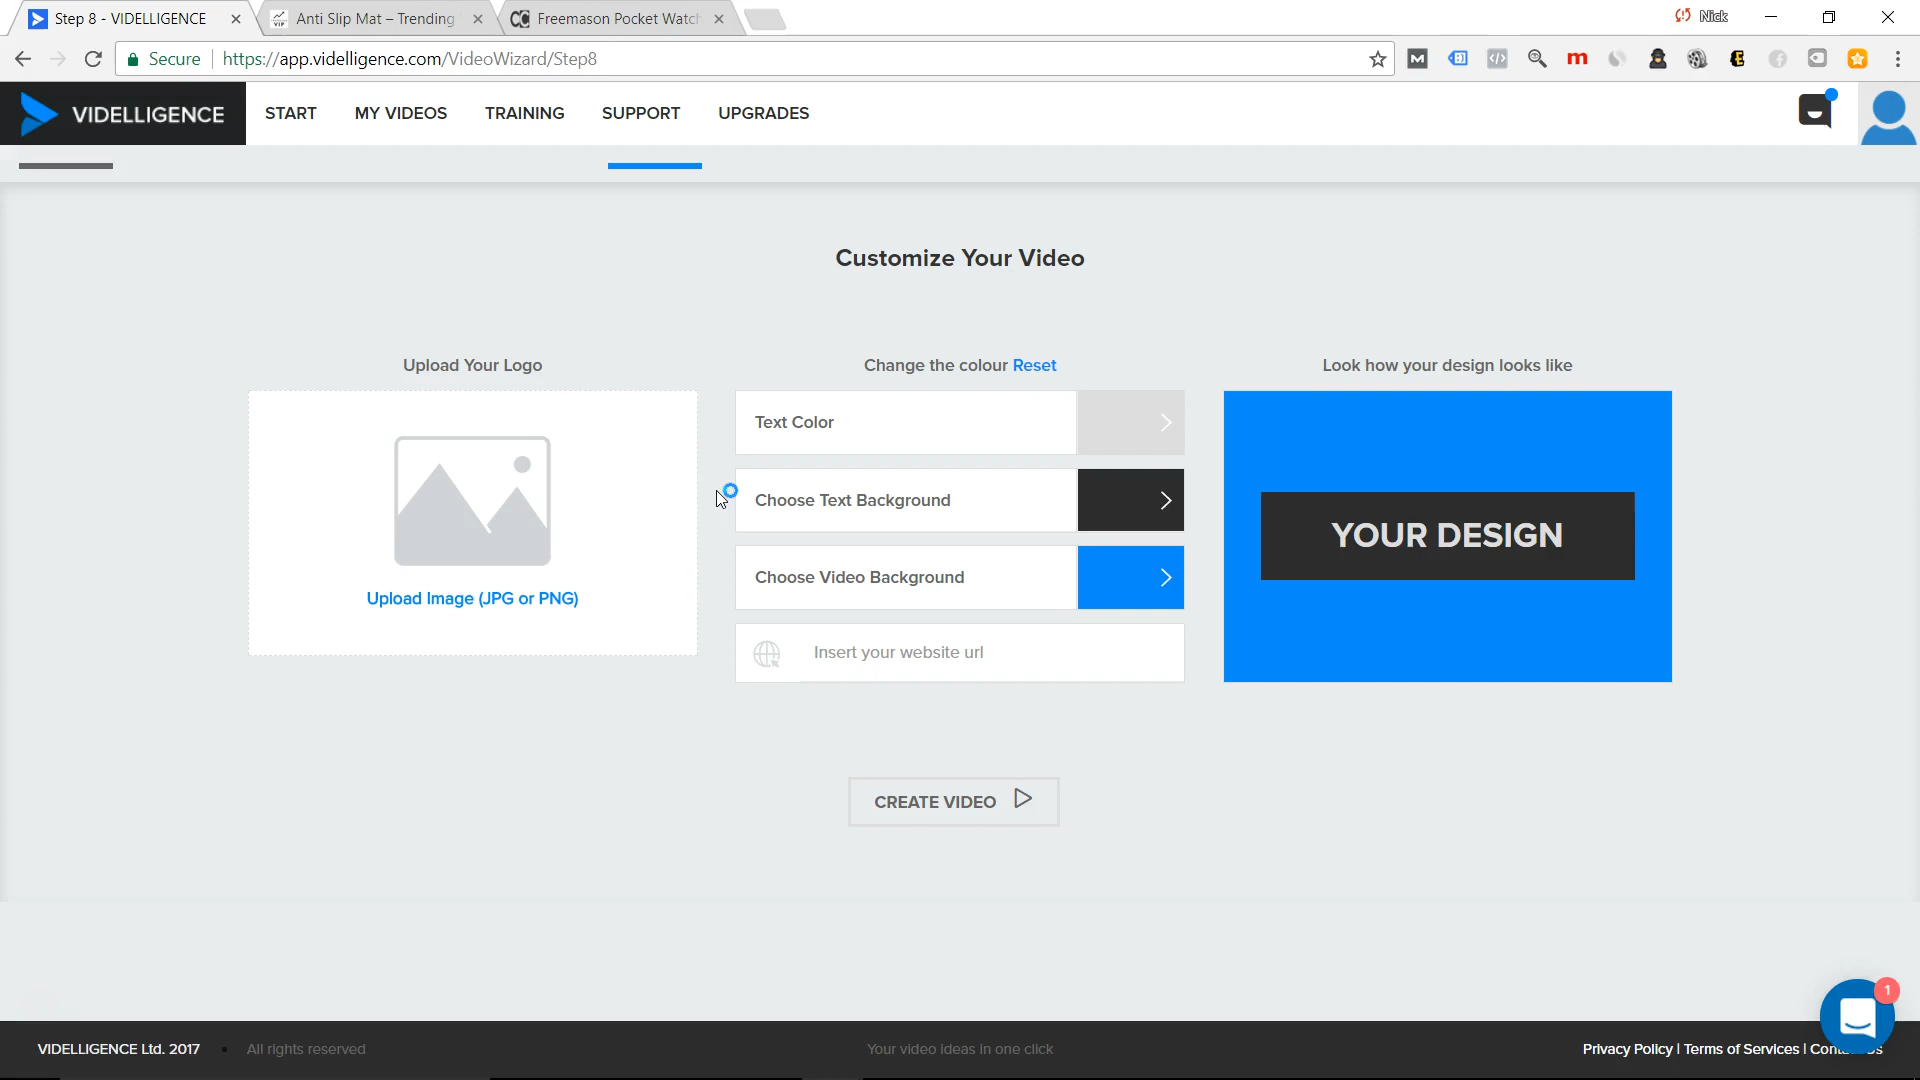 Step 8 - VIDELLIGENCE
Anti Slip Mat – Trending
Freemason Pocket Watch
Nick
Secure
https://app.videlligence.com/VideoWizard/Step8
VIDELLIGENCE
START
MY VIDEOS
TRAINING
SUPPORT
UPGRADES
Customize Your Video
Upload Your Logo
Change the colour Reset
Look how your design looks like
Upload Image (JPG or PNG)
Text Color
Choose Text Background
Choose Video Background
Insert your website url
YOUR DESIGN
CREATE VIDEO
1
VIDELLIGENCE Ltd. 2017 • All rights reserved
Your video ideas in one click
Privacy Policy | Terms of Services |